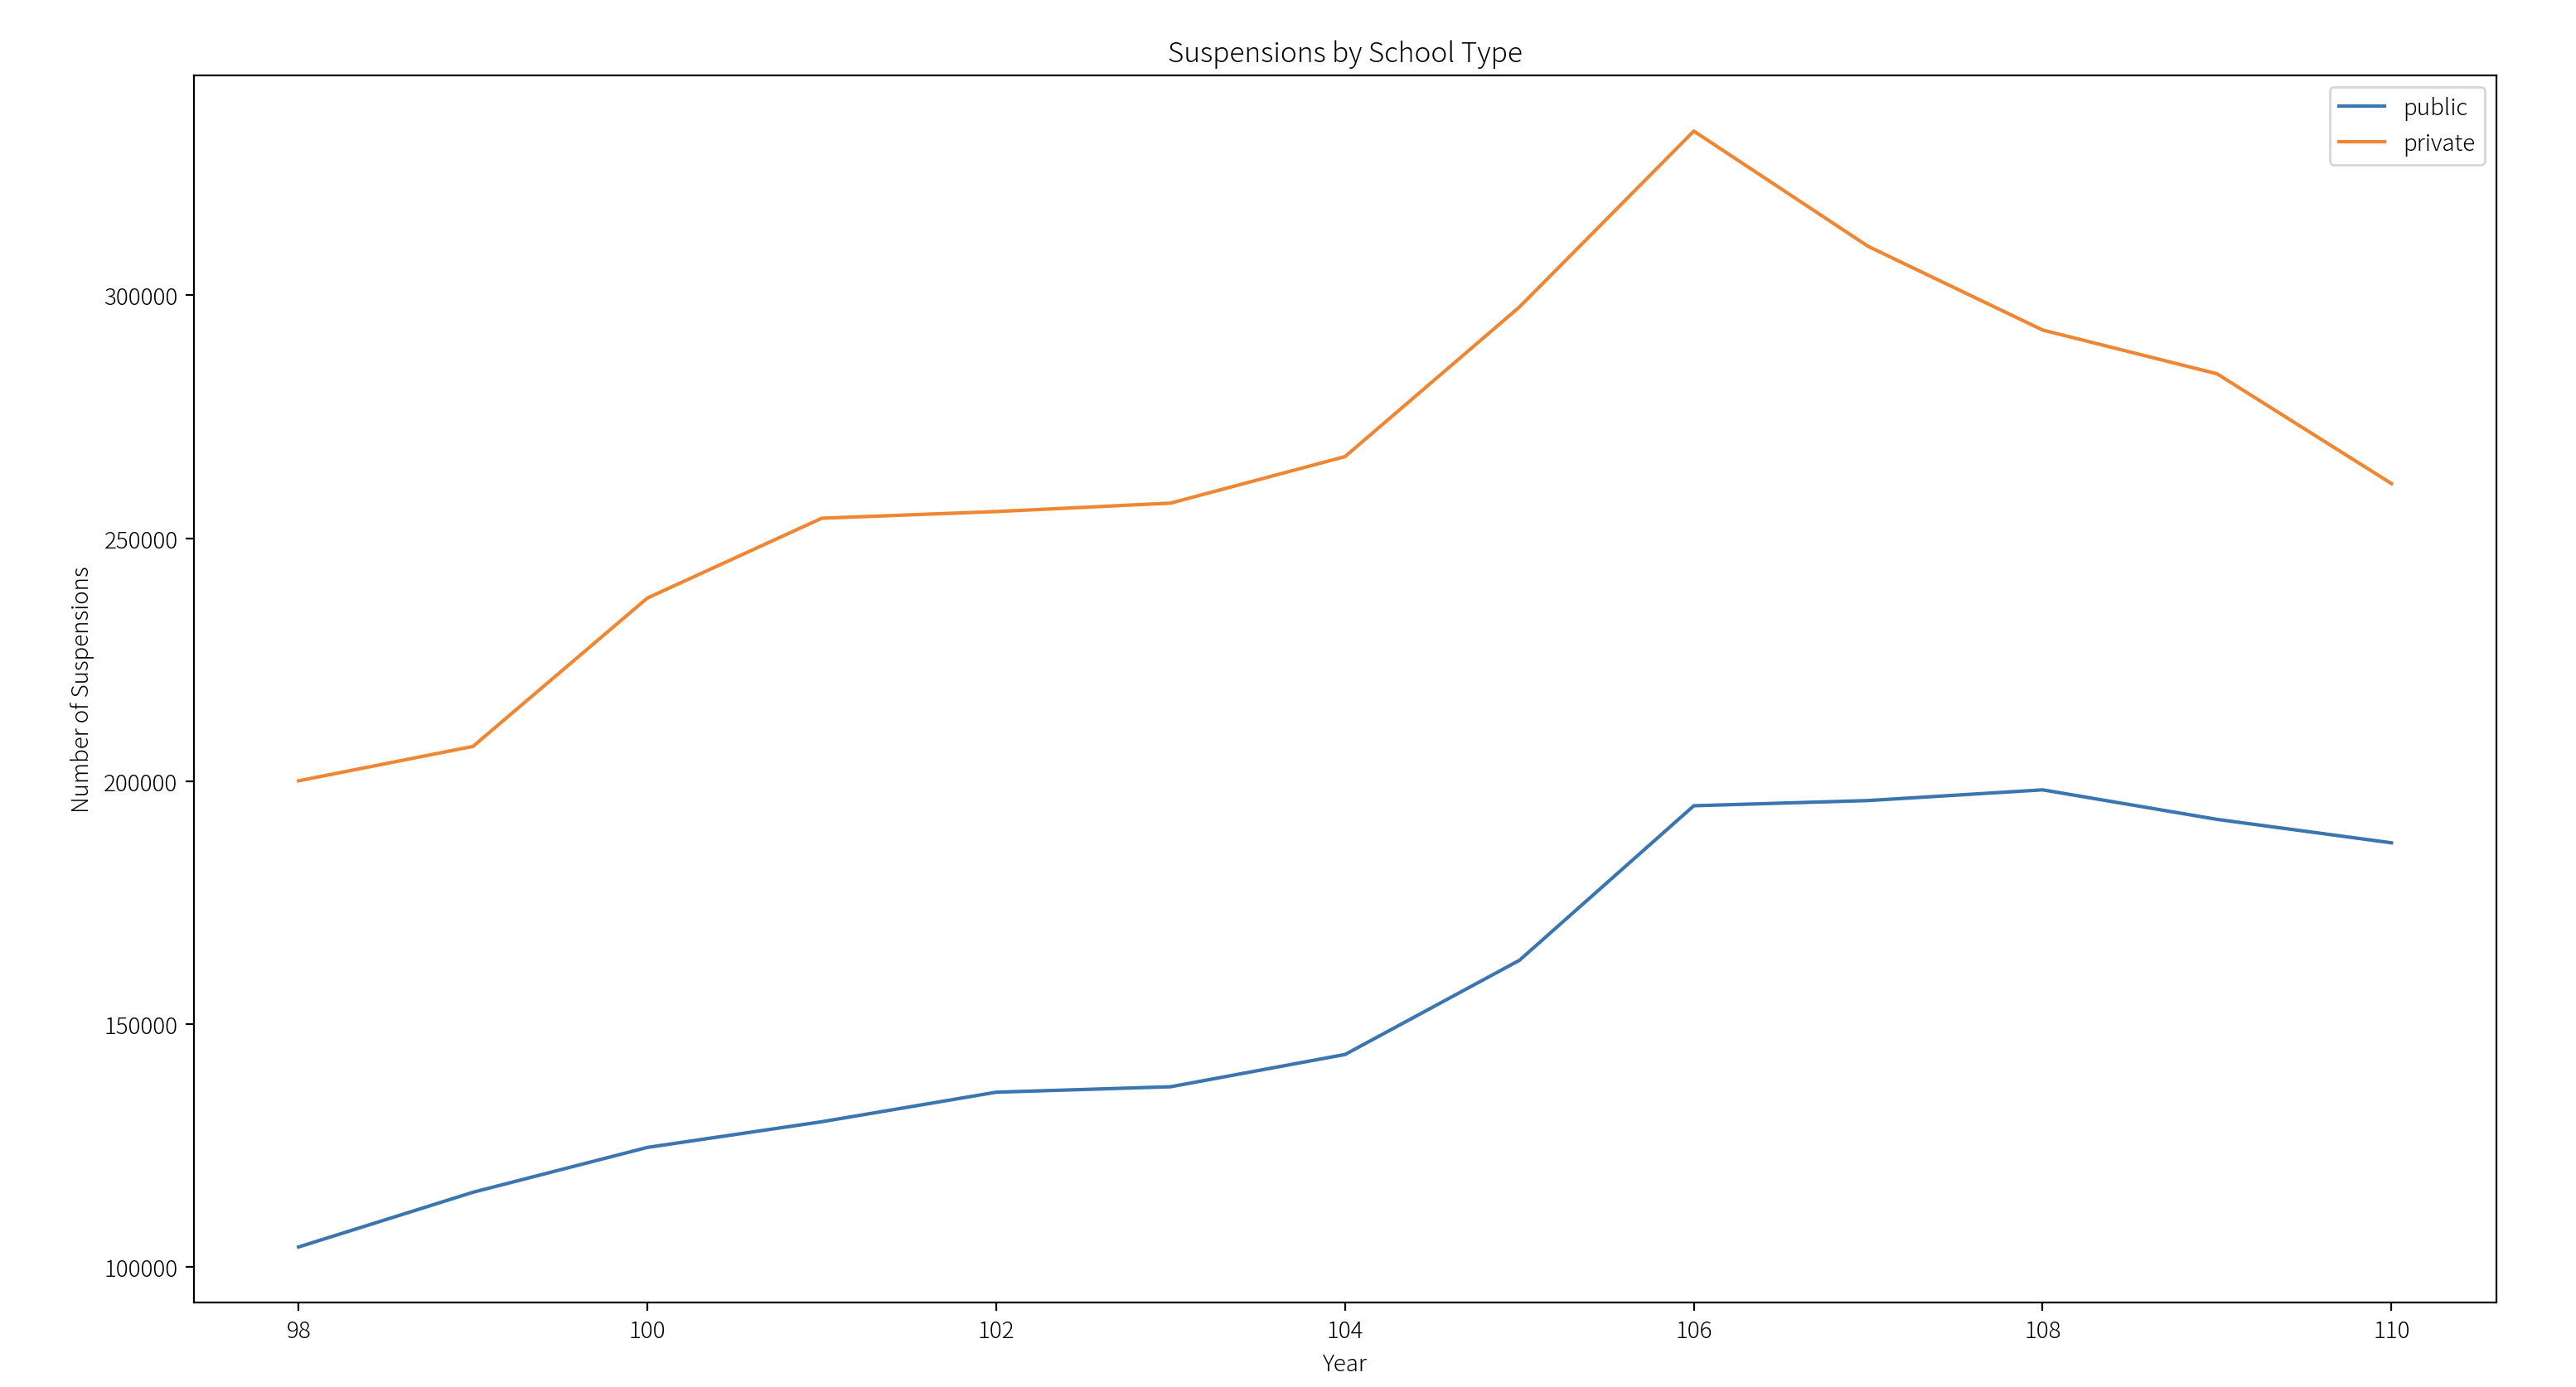 Suspensions by School Type
public
private
300000
250000
200000
150000
100000
Number of Suspensions
98 100 102 104 106 108 110
Year